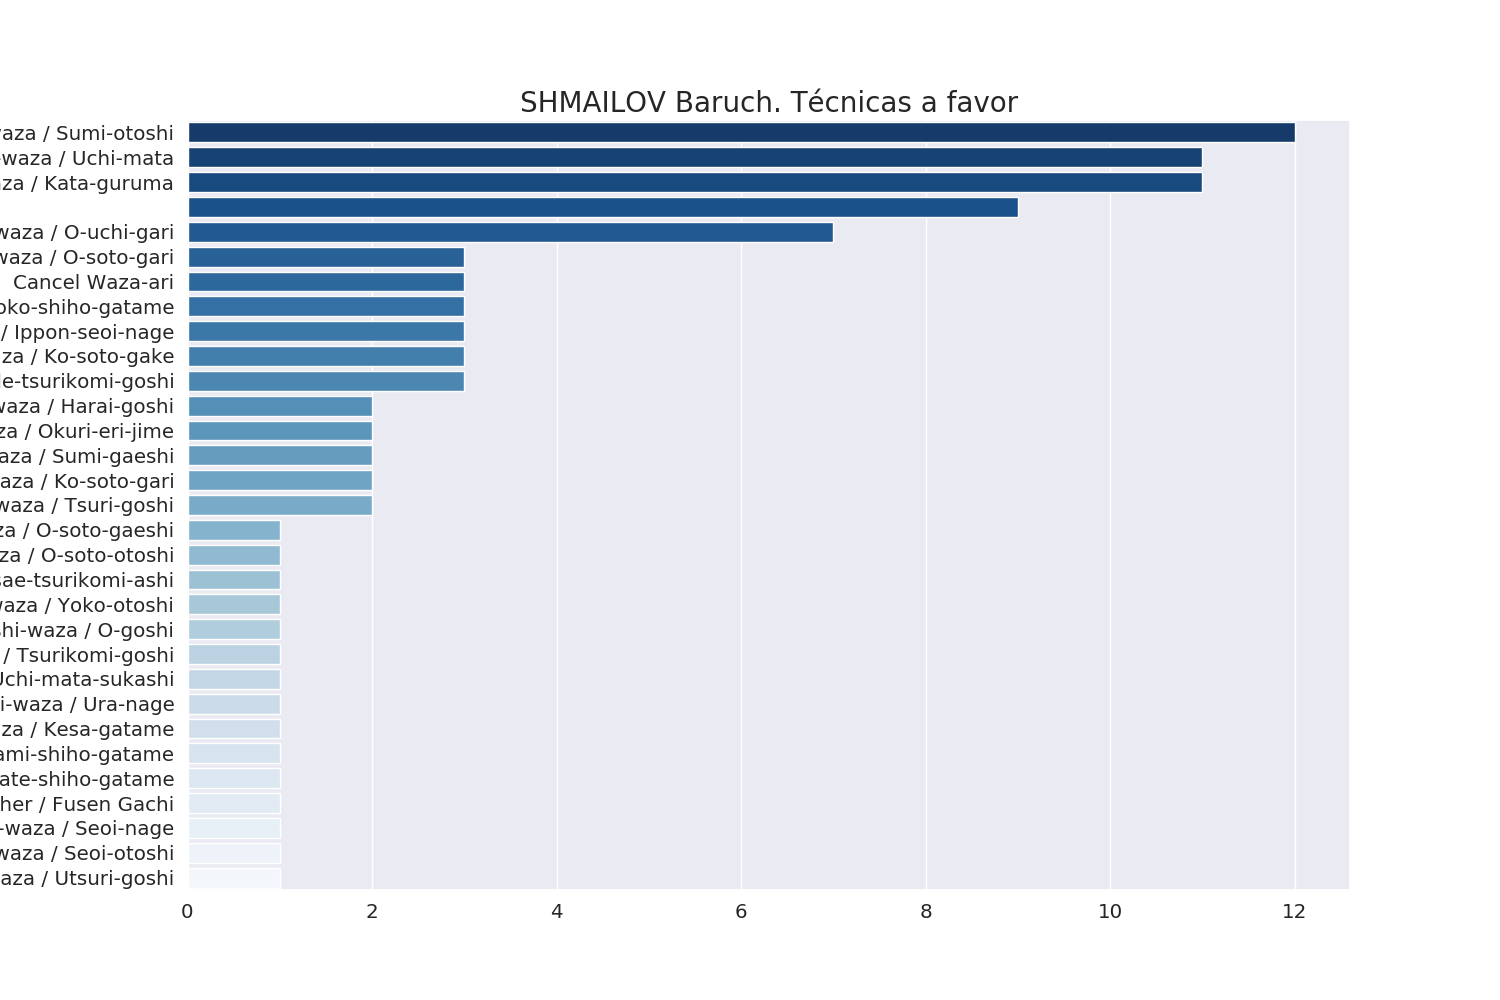 SHMAILOV Baruch. Técnicas a favor
waza / Sumi-otoshi
-waza / Uchi-mata
za / Kata-guruma
waza / O-uchi-gari
waza / O-soto-gari
Cancel Waza-ari
oko-shiho-gatame
/ Ippon-seoi-nage
za / Ko-soto-gake
de-tsurikomi-goshi
waza / Harai-goshi
za / Okuri-eri-jime
aza / Sumi-gaeshi
aza / Ko-soto-gari
waza / Tsuri-goshi
za / O-soto-gaeshi
za / O-soto-otoshi
sae-tsurikomi-ashi
waza / Yoko-otoshi
hi-waza / O-goshi
/ Tsurikomi-goshi
Uchi-mata-sukashi
i-waza / Ura-nage
za / Kesa-gatame
ami-shiho-gatame
ate-shiho-gatame
her / Fusen Gachi
-waza / Seoi-nage
waza / Seoi-otoshi
aza / Utsuri-goshi
0 2 4 6 8 10 12